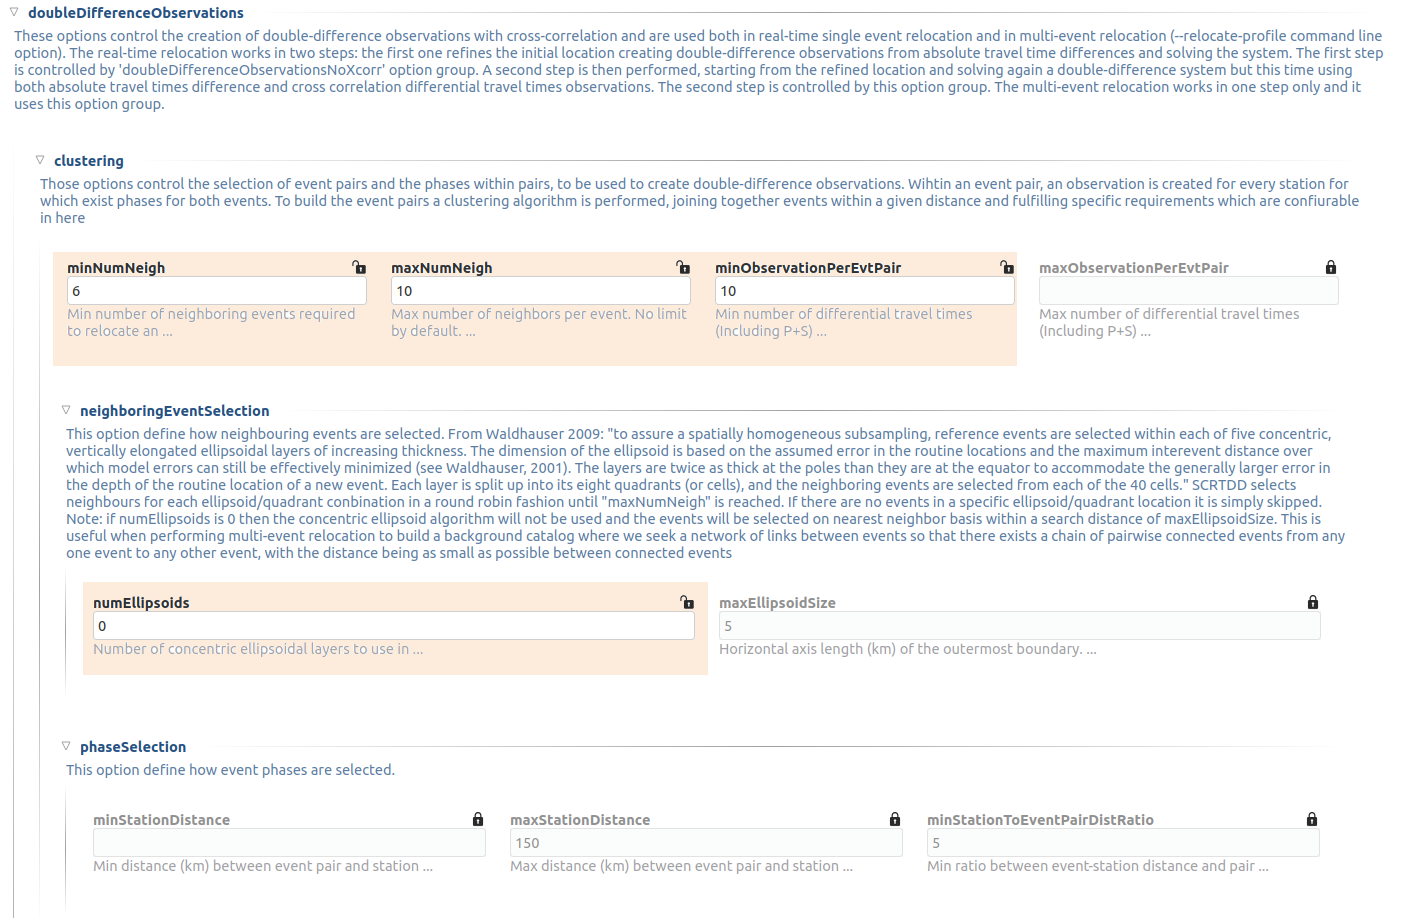 doubleDifferenceObservations
These options control the creation of double-difference observations with cross-correlation and are used both in real-time single event relocation and in multi-event relocation (--relocate-profile command line
option). The real-time relocation works in two steps: the first one refines the initial location creating double-difference observations from absolute travel time differences and solving the system. The first step
is controlled by 'doubleDifferenceObservationsNoXcorr' option group. A second step is then performed, starting from the refined location and solving again a double-difference system but this time using
both absolute travel times difference and cross correlation differential travel times observations. The second step is controlled by this option group. The multi-event relocation works in one step only and it
uses this option group.
clustering
Those options control the selection of event pairs and the phases within pairs, to be used to create double-difference observations. Wihtin an event pair, an observation is created for every station for
which exist phases for both events. To build the event pairs a clustering algorithm is performed, joining together events within a given distance and fulfilling specific requirements which are confiurable
in here
minNumNeigh maxNumNeigh minObservationPerEvtPair maxObservationPerEvtPair
6 10 10
Min number of neighboring events required Max number of neighbors per event. No limit Min number of differential travel times Max number of differential travel times
to relocate an ... by default. ... (Including P+S) ... (Including P+S) ...
neighboringEventSelection
This option define how neighbouring events are selected. From Waldhauser 2009: "to assure a spatially homogeneous subsampling, reference events are selected within each of five concentric,
vertically elongated ellipsoidal layers of increasing thickness. The dimension of the ellipsoid is based on the assumed error in the routine locations and the maximum interevent distance over
which model errors can still be effectively minimized (see Waldhauser, 2001). The layers are twice as thick at the poles than they are at the equator to accommodate the generally larger error in
the depth of the routine location of a new event. Each layer is split up into its eight quadrants (or cells), and the neighboring events are selected from each of the 40 cells." SCRTDD selects
neighbours for each ellipsoid/quadrant conbination in a round robin fashion until "maxNumNeigh" is reached. If there are no events in a specific ellipsoid/quadrant location it is simply skipped.
Note: if numEllipsoids is 0 then the concentric ellipsoid algorithm will not be used and the events will be selected on nearest neighbor basis within a search distance of maxEllipsoidSize. This is
useful when performing multi-event relocation to build a background catalog where we seek a network of links between events so that there exists a chain of pairwise connected events from any
one event to any other event, with the distance being as small as possible between connected events
numEllipsoids maxEllipsoidSize
0 5
Number of concentric ellipsoidal layers to use in ... Horizontal axis length (km) of the outermost boundary. ...
phaseSelection
This option define how event phases are selected.
minStationDistance maxStationDistance minStationToEventPairDistRatio
150 5
Min distance (km) between event pair and station ... Max distance (km) between event pair and station ... Min ratio between event-station distance and pair ...